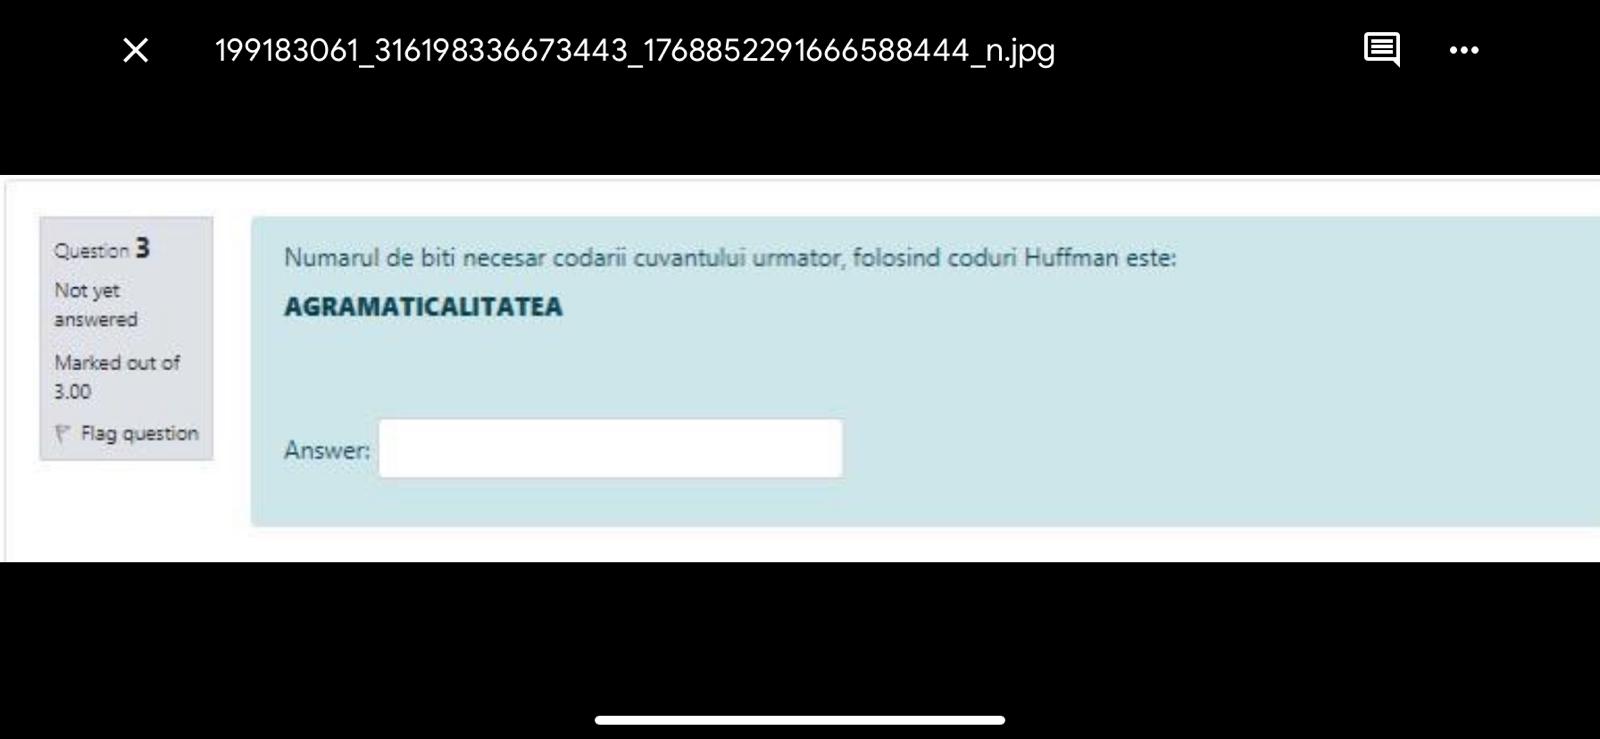 199183061_316198336673443_1768852291666588444_n.jpg
Question 3
Not yet
answered
Marked out of
3.00
Flag question
Numarul de biti necesar codarii cuvantului urmator, folosind coduri Huffman este:
AGRAMATICALITATEA
Answer: